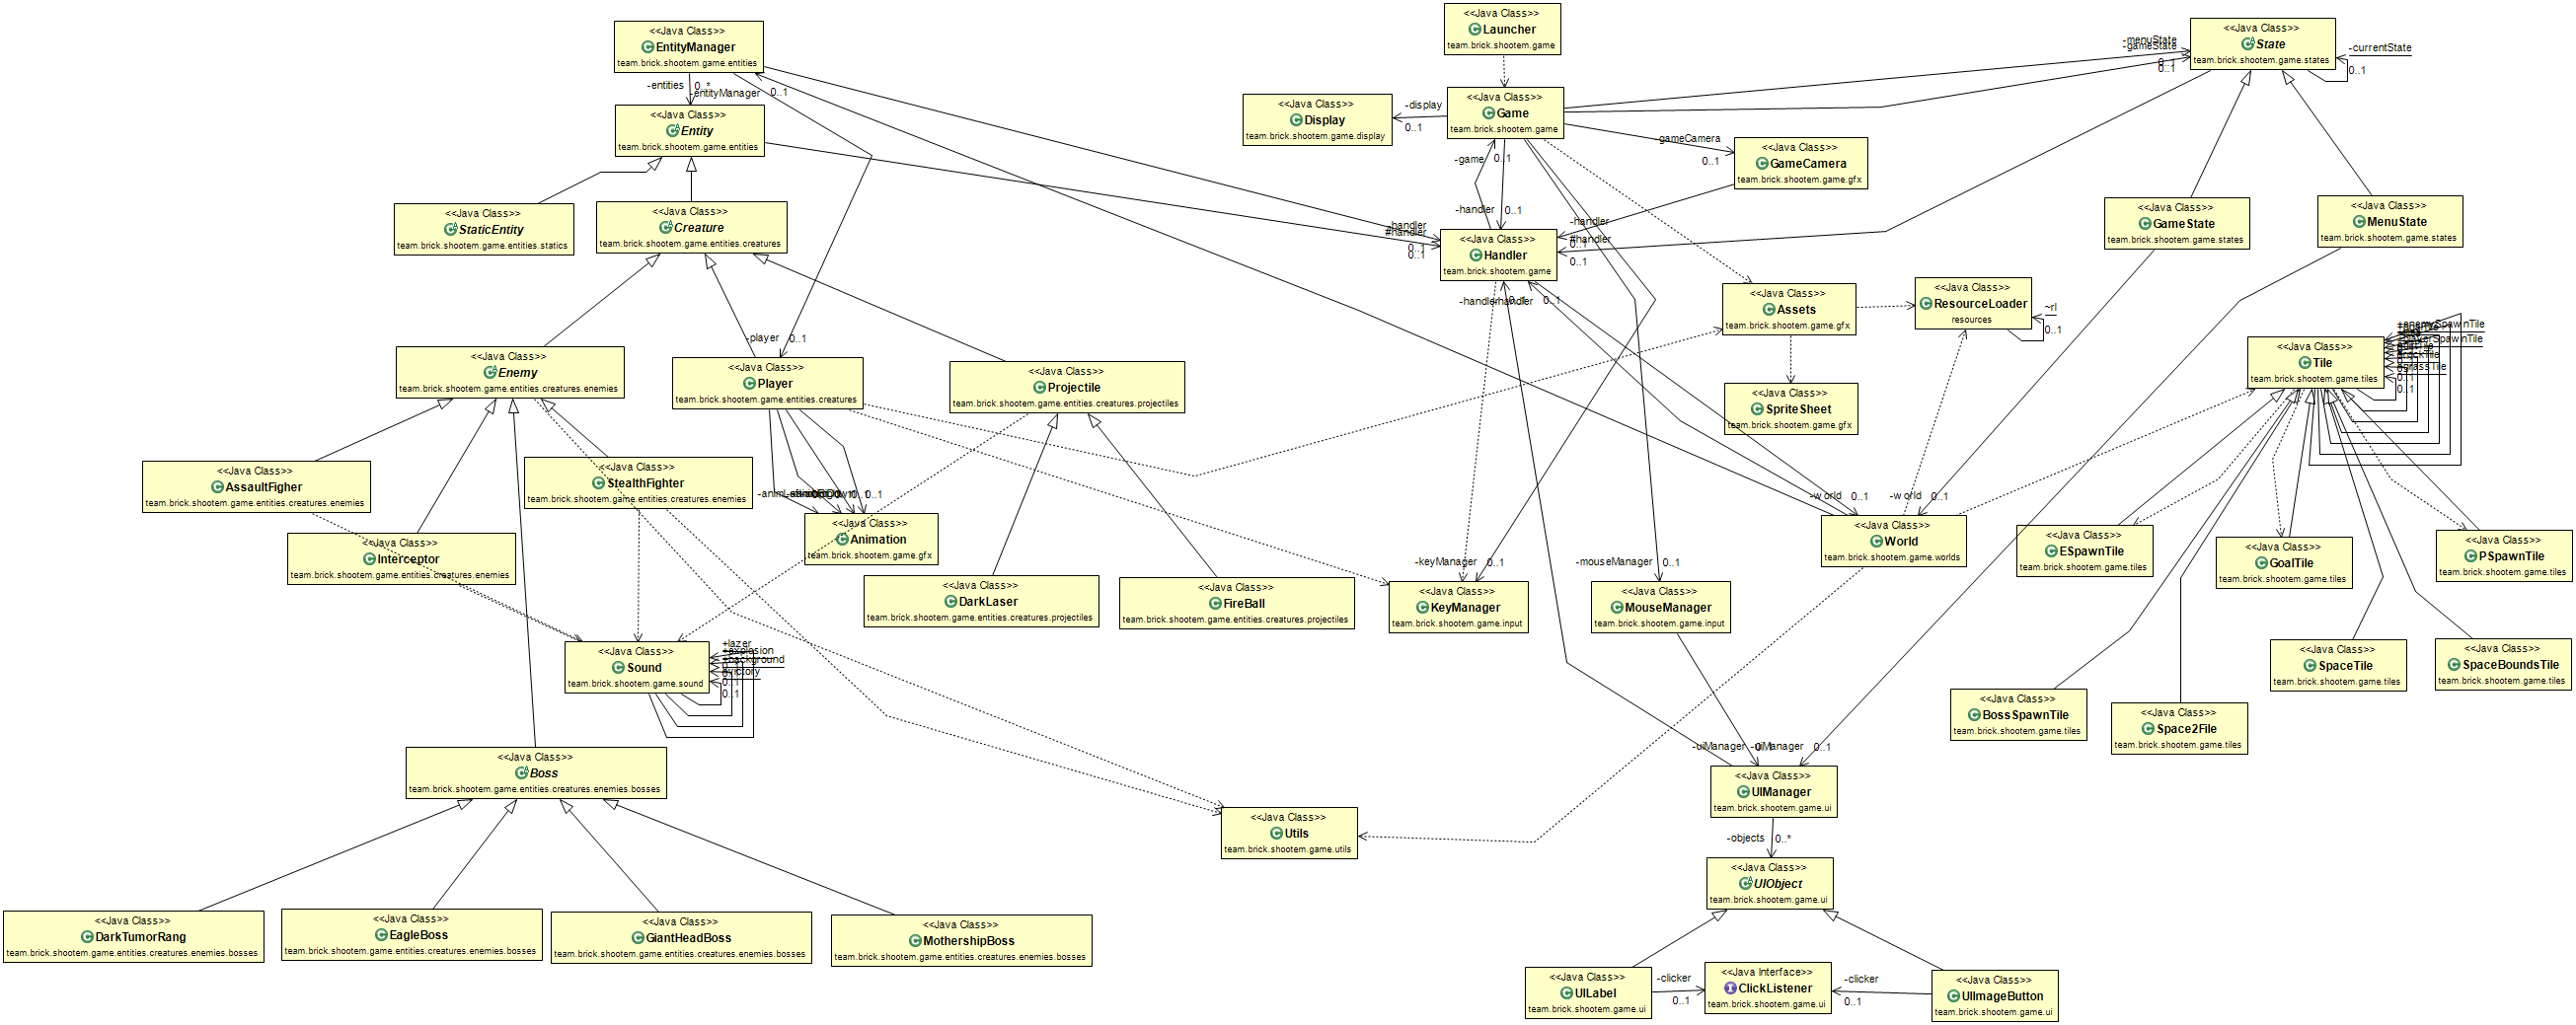 <<Java Class>>
EntityManager
team.brick.shootem.game.entities
-entities
0..*
-entityManager
0..1
<<Java Class>>
Entity
team.brick.shootem.game.entities
<<Java Class>>
StaticEntity
team.brick.shootem.game.entities.statics
<<Java Class>>
Creature
team.brick.shootem.game.entities.creatures
<<Java Class>>
Launcher
team.brick.shootem.game
<<Java Class>>
Display
team.brick.shootem.game.display
-display
0..1
<<Java Class>>
Game
team.brick.shootem.game
-game
0..1
gameCamera
0..1
<<Java Class>>
GameCamera
team.brick.shootem.game.gfx
-menuState
-gameState
0..1
0..1
<<Java Class>>
State
team.brick.shootem.game.states
-currentState
0..1
<<Java Class>>
GameState
team.brick.shootem.game.states
<<Java Class>>
MenuState
team.brick.shootem.game.states
-handler
0..1
-handler
#handler
0..1
0..1
-handler
#handler
0..1
0..1
<<Java Class>>
Handler
team.brick.shootem.game
-handler
-handler
0..1
0..1
<<Java Class>>
Assets
team.brick.shootem.game.gfx
<<Java Class>>
ResourceLoader
resources
~rl
0..1
<<Java Class>>
SpriteSheet
team.brick.shootem.game.gfx
+enemySpawnTile
+playerSpawnTile
0..1
0..1
<<Java Class>>
Tile
team.brick.shootem.game.tiles
<<Java Class>>
Enemy
team.brick.shootem.game.entities.creatures.enemies
-player
0..1
<<Java Class>>
Player
team.brick.shootem.game.entities.creatures
<<Java Class>>
Projectile
team.brick.shootem.game.entities.creatures.projectiles
<<Java Class>>
AssaultFigher
team.brick.shootem.game.entities.creatures.enemies
<<Java Class>>
StealthFighter
team.brick.shootem.game.entities.creatures.enemies
<<Java Class>>
Interceptor
team.brick.shootem.game.entities.creatures.enemies
0..1
<<Java Class>>
Animation
team.brick.shootem.game.gfx
<<Java Class>>
DarkLaser
team.brick.shootem.game.entities.creatures.projectiles
<<Java Class>>
FireBall
team.brick.shootem.game.entities.creatures.projectiles
-keyManager
0..1
<<Java Class>>
KeyManager
team.brick.shootem.game.input
-mouseManager
0..1
<<Java Class>>
MouseManager
team.brick.shootem.game.input
-world
0..1
-world
0..1
<<Java Class>>
World
team.brick.shootem.game.worlds
<<Java Class>>
ESpawnTile
team.brick.shootem.game.tiles
<<Java Class>>
GoalTile
team.brick.shootem.game.tiles
<<Java Class>>
PSpawnTile
team.brick.shootem.game.tiles
<<Java Class>>
SpaceTile
team.brick.shootem.game.tiles
<<Java Class>>
SpaceBoundsTile
team.brick.shootem.game.tiles
<<Java Class>>
BossSpawnTile
team.brick.shootem.game.tiles
<<Java Class>>
Space2File
team.brick.shootem.game.tiles
<<Java Class>>
Sound
team.brick.shootem.game.sound
+lazer
+explosion
+background
0..1
0..1
<<Java Class>>
Boss
team.brick.shootem.game.entities.creatures.enemies.bosses
<<Java Class>>
DarkTumorRang
team.brick.shootem.game.entities.creatures.enemies.bosses
<<Java Class>>
EagleBoss
team.brick.shootem.game.entities.creatures.enemies.bosses
<<Java Class>>
GiantHeadBoss
team.brick.shootem.game.entities.creatures.enemies.bosses
<<Java Class>>
MothershipBoss
team.brick.shootem.game.entities.creatures.enemies.bosses
<<Java Class>>
Utils
team.brick.shootem.game.utils
-uiManager
-uiManager
0..1
<<Java Class>>
UIManager
team.brick.shootem.game.ui
-objects
0..*
<<Java Class>>
UIObject
team.brick.shootem.game.ui
<<Java Class>>
UILabel
team.brick.shootem.game.ui
-clicker
0..1
<<Java Interface>>
ClickListener
team.brick.shootem.game.ui
-clicker
0..1
<<Java Class>>
UIImageButton
team.brick.shootem.game.ui